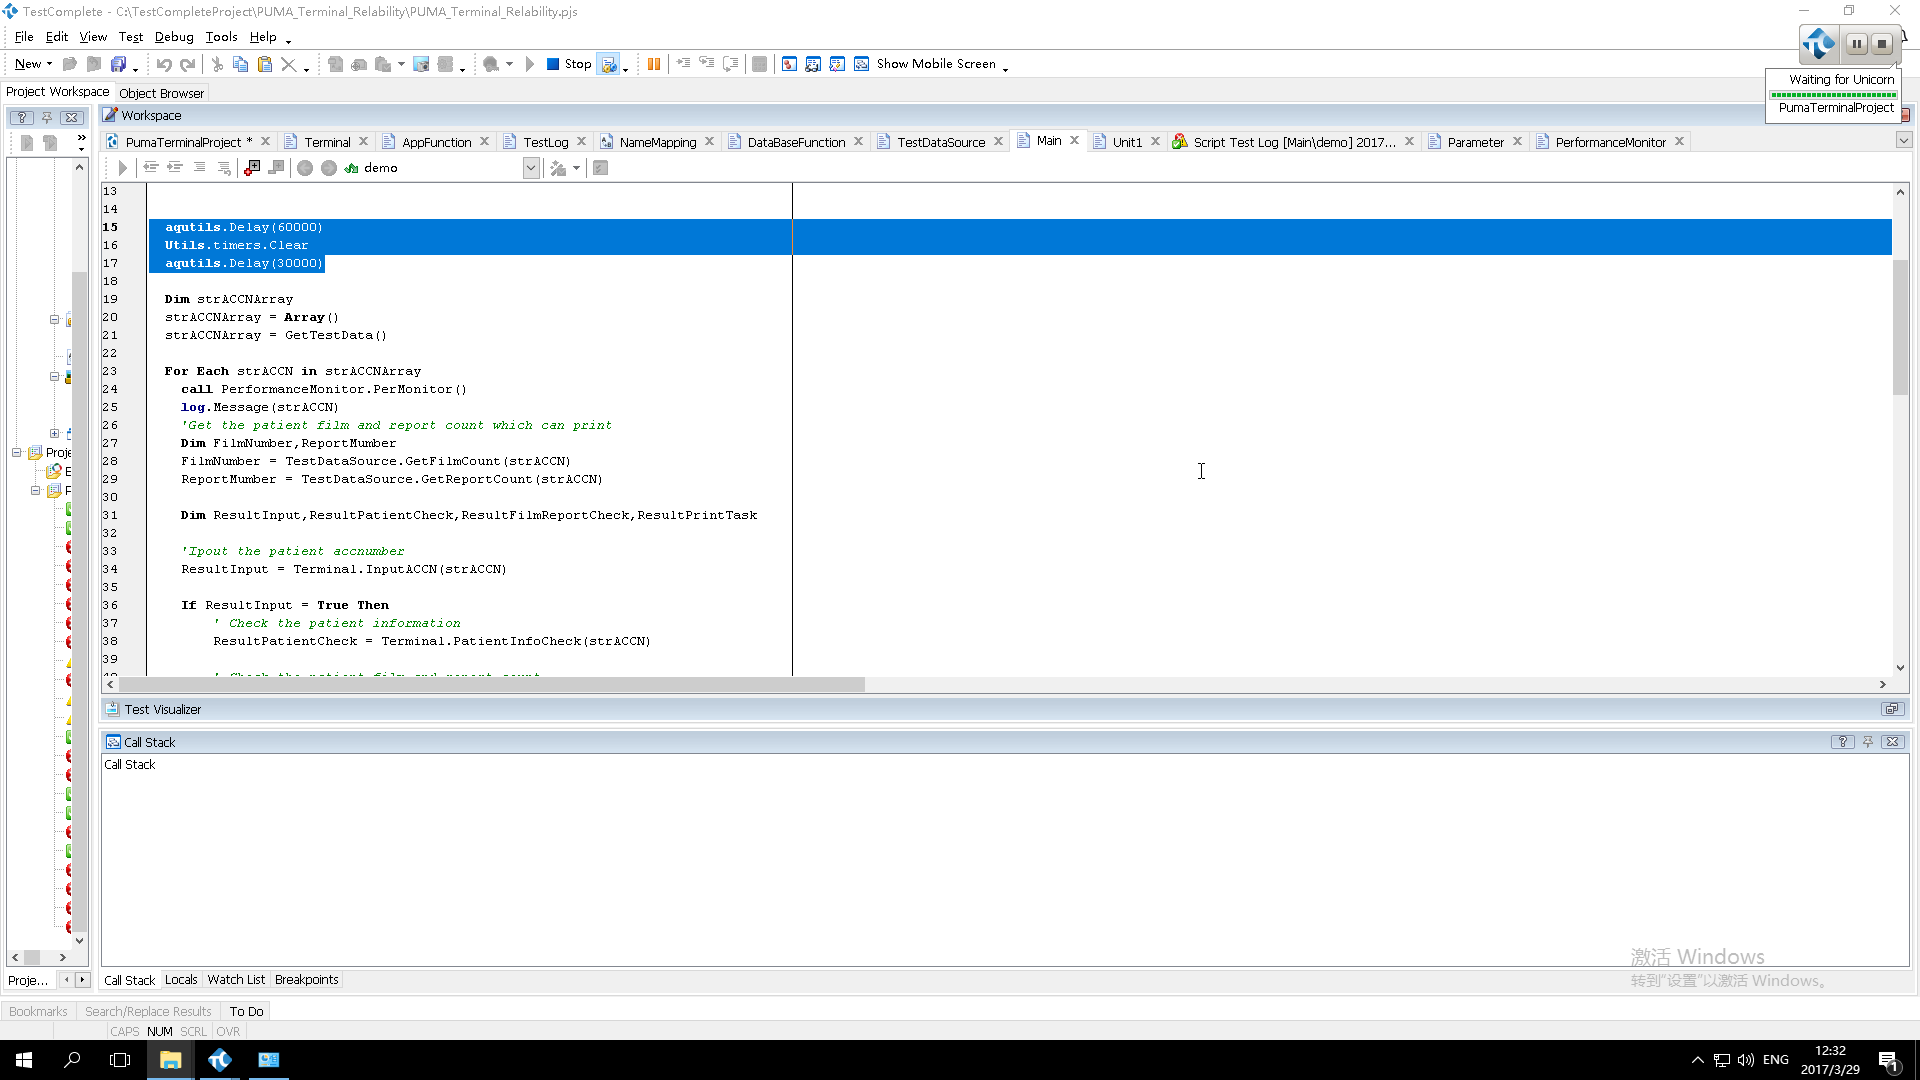 TestComplete - C:\TestCompleteProject\PUMA_Terminal_Relability\PUMA_Terminal_Relability.pjs
File Edit View Test Debug Tools Help
New Stop Show Mobile Screen
Waiting for Unicorn
PumaTerminalProject
Project Workspace Object Browser
Workspace
PumaTerminalProject * Terminal AppFunction TestLog NameMapping DataBaseFunction TestDataSource Main Unit1 Script Test Log [Main\demo] 2017... Parameter PerformanceMonitor
demo
13
14
15 aqutils.Delay(60000)
16 Utils.timers.Clear
17 aqutils.Delay(30000)
18
19 Dim strACCNArray
20 strACCNArray = Array()
21 strACCNArray = GetTestData()
22
23 For Each strACCN in strACCNArray
24 call PerformanceMonitor.PerMonitor()
25 log.Message(strACCN)
26 'Get the patient film and report count which can print
27 Dim FilmNumber,ReportMumber
28 FilmNumber = TestDataSource.GetFilmCount(strACCN)
29 ReportMumber = TestDataSource.GetReportCount(strACCN)
30
31 Dim ResultInput,ResultPatientCheck,ResultFilmReportCheck,ResultPrintTask
32
33 'Ipout the patient accnumber
34 ResultInput = Terminal.InputACCN(strACCN)
35
36 If ResultInput = True Then
37 ' Check the patient information
38 ResultPatientCheck = Terminal.PatientInfoCheck(strACCN)
39
40 ' Check the patient film and report count
Proje
Test Visualizer
Call Stack
Call Stack
Proje...
Call Stack Locals Watch List Breakpoints
激活 Windows
转到"设置"以激活 Windows。
Bookmarks Search/Replace Results To Do
CAPS NUM SCRL OVR
ENG
12:32
2017/3/29
1